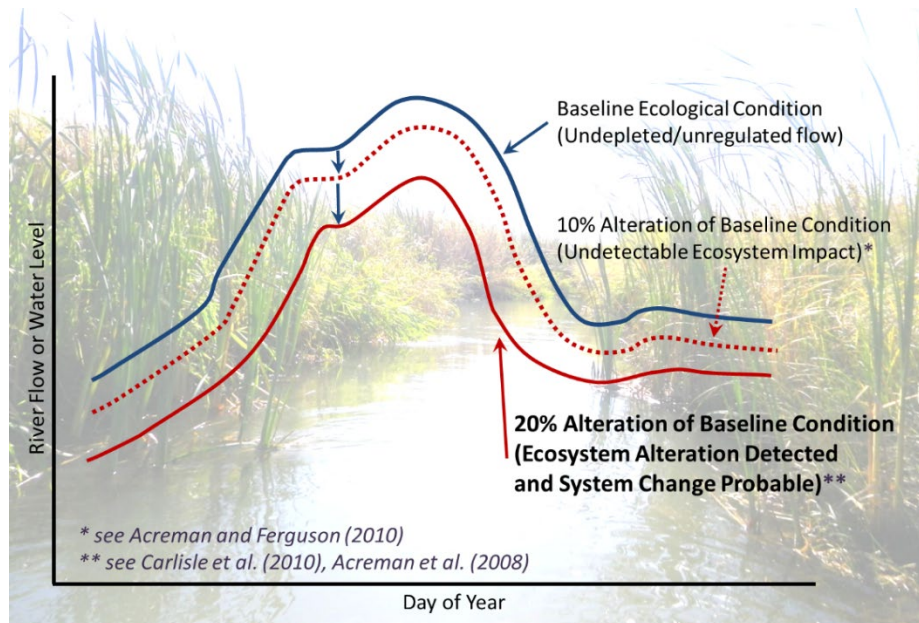 Baseline Ecological Condition
(Undepleted/unregulated flow)
10% Alteration of Baseline Condition
(Undetectable Ecosystem Impact)*
20% Alteration of Baseline Condition
(Ecosystem Alteration Detected
and System Change Probable)**
River Flow or Water Level
* see Acreman and Ferguson (2010)
** see Carlisle et al. (2010), Acreman et al. (2008)
Day of Year